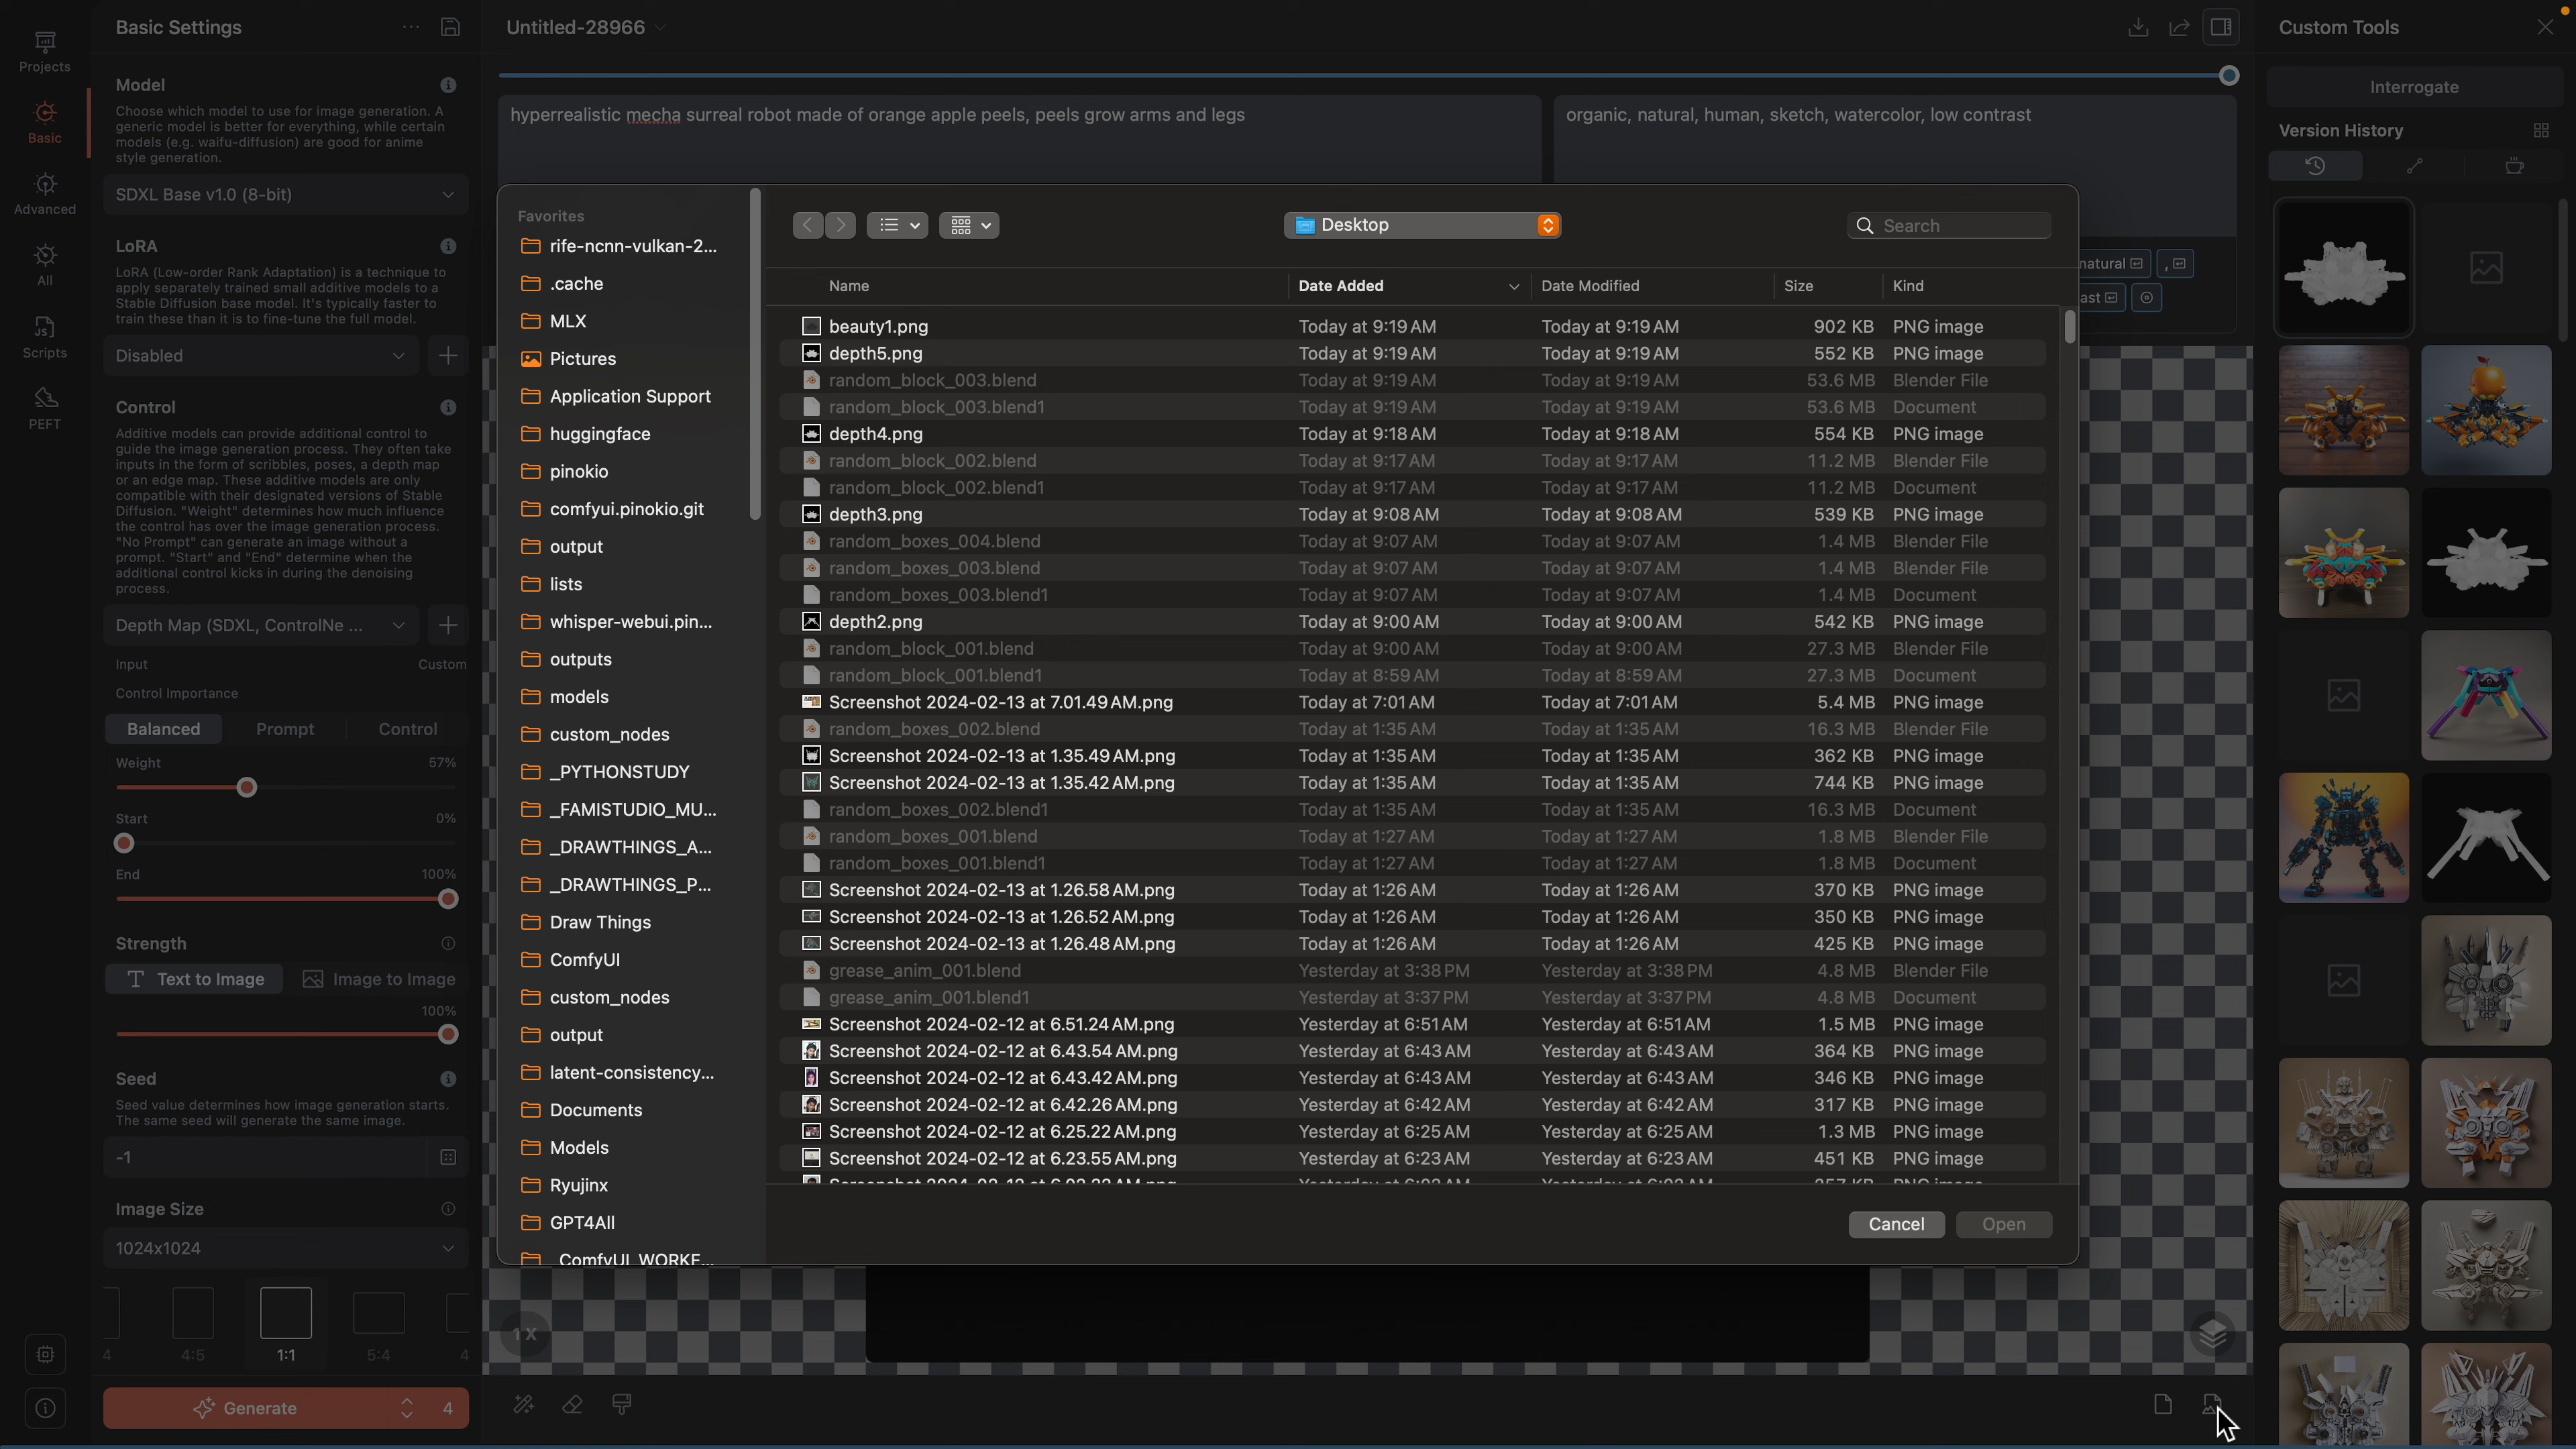 Projects
Basic
Advanced
All
Scripts
PEFT
Basic Settings
Model
Choose which model to use for image generation. A
generic model is better for everything, while certain
models (e.g. waifu-diffusion) are good for anime
style generation.
SDXL Base v1.0 (8-bit)
LoRA
LoRA (Low-order Rank Adaptation) is a technique to
apply separately trained small additive models to a
Stable Diffusion base model. It's typically faster to
train these than it is to fine-tune the full model.
Disabled
Control
Additive models can provide additional control to
guide the image generation process. They often take
inputs in the form of scribbles, poses, a depth map
or an edge map. These additive models are only
compatible with their designated versions of Stable
Diffusion. "Weight" determines how much influence
the control has over the image generation process.
"No Prompt" can generate an image without a
prompt. "Start" and "End" determine when the
additional control kicks in during the denoising
process.
Depth Map (SDXL, ControlNe ...
Input Custom
Control Importance
Balanced Prompt Control
Weight 57%
Start 0%
End 100%
Strength
Text to Image Image to Image
100%
Seed
Seed value determines how image generation starts.
The same seed will generate the same image.
-1
Image Size
1024x1024
4 4:5 1:1 5:4 4
Generate 4
Untitled-28966
hyperrealistic mecha surreal robot made of orange apple peels, peels grow arms and legs
organic, natural, human, sketch, watercolor, low contrast
natural ,
ast
Favorites
rife-ncnn-vulkan-2...
.cache
MLX
Pictures
Application Support
huggingface
pinokio
comfyui.pinokio.git
output
lists
whisper-webui.pin...
outputs
models
custom_nodes
_PYTHONSTUDY
_FAMISTUDIO_MU...
_DRAWTHINGS_A...
_DRAWTHINGS_P...
Draw Things
ComfyUI
custom_nodes
output
latent-consistency...
Documents
Models
Ryujinx
GPT4All
_ComfyUI_WORKF...
Desktop
Search
Name Date Added Date Modified Size Kind
beauty1.png Today at 9:19 AM Today at 9:19 AM 902 KB PNG image
depth5.png Today at 9:19 AM Today at 9:19 AM 552 KB PNG image
random_block_003.blend Today at 9:19 AM Today at 9:19 AM 53.6 MB Blender File
random_block_003.blend1 Today at 9:19 AM Today at 9:19 AM 53.6 MB Document
depth4.png Today at 9:18 AM Today at 9:18 AM 554 KB PNG image
random_block_002.blend Today at 9:17 AM Today at 9:17 AM 11.2 MB Blender File
random_block_002.blend1 Today at 9:17 AM Today at 9:17 AM 11.2 MB Document
depth3.png Today at 9:08 AM Today at 9:08 AM 539 KB PNG image
random_boxes_004.blend Today at 9:07 AM Today at 9:07 AM 1.4 MB Blender File
random_boxes_003.blend Today at 9:07 AM Today at 9:07 AM 1.4 MB Blender File
random_boxes_003.blend1 Today at 9:07 AM Today at 9:07 AM 1.4 MB Document
depth2.png Today at 9:00 AM Today at 9:00 AM 542 KB PNG image
random_block_001.blend Today at 9:00 AM Today at 9:00 AM 27.3 MB Blender File
random_block_001.blend1 Today at 8:59 AM Today at 8:59 AM 27.3 MB Document
Screenshot 2024-02-13 at 7.01.49 AM.png Today at 7:01 AM Today at 7:01 AM 5.4 MB PNG image
random_boxes_002.blend Today at 1:35 AM Today at 1:35 AM 16.3 MB Blender File
Screenshot 2024-02-13 at 1.35.49 AM.png Today at 1:35 AM Today at 1:35 AM 362 KB PNG image
Screenshot 2024-02-13 at 1.35.42 AM.png Today at 1:35 AM Today at 1:35 AM 744 KB PNG image
random_boxes_002.blend1 Today at 1:35 AM Today at 1:35 AM 16.3 MB Document
random_boxes_001.blend Today at 1:27 AM Today at 1:27 AM 1.8 MB Blender File
random_boxes_001.blend1 Today at 1:27 AM Today at 1:27 AM 1.8 MB Document
Screenshot 2024-02-13 at 1.26.58 AM.png Today at 1:26 AM Today at 1:26 AM 370 KB PNG image
Screenshot 2024-02-13 at 1.26.52 AM.png Today at 1:26 AM Today at 1:26 AM 350 KB PNG image
Screenshot 2024-02-13 at 1.26.48 AM.png Today at 1:26 AM Today at 1:26 AM 425 KB PNG image
grease_anim_001.blend Yesterday at 3:38 PM Yesterday at 3:38 PM 4.8 MB Blender File
grease_anim_001.blend1 Yesterday at 3:37 PM Yesterday at 3:37 PM 4.8 MB Document
Screenshot 2024-02-12 at 6.51.24 AM.png Yesterday at 6:51 AM Yesterday at 6:51 AM 1.5 MB PNG image
Screenshot 2024-02-12 at 6.43.54 AM.png Yesterday at 6:43 AM Yesterday at 6:43 AM 364 KB PNG image
Screenshot 2024-02-12 at 6.43.42 AM.png Yesterday at 6:43 AM Yesterday at 6:43 AM 346 KB PNG image
Screenshot 2024-02-12 at 6.42.26 AM.png Yesterday at 6:42 AM Yesterday at 6:42 AM 317 KB PNG image
Screenshot 2024-02-12 at 6.25.22 AM.png Yesterday at 6:25 AM Yesterday at 6:25 AM 1.3 MB PNG image
Screenshot 2024-02-12 at 6.23.55 AM.png Yesterday at 6:23 AM Yesterday at 6:23 AM 451 KB PNG image
Cancel Open
1 X
Custom Tools
Interrogate
Version History